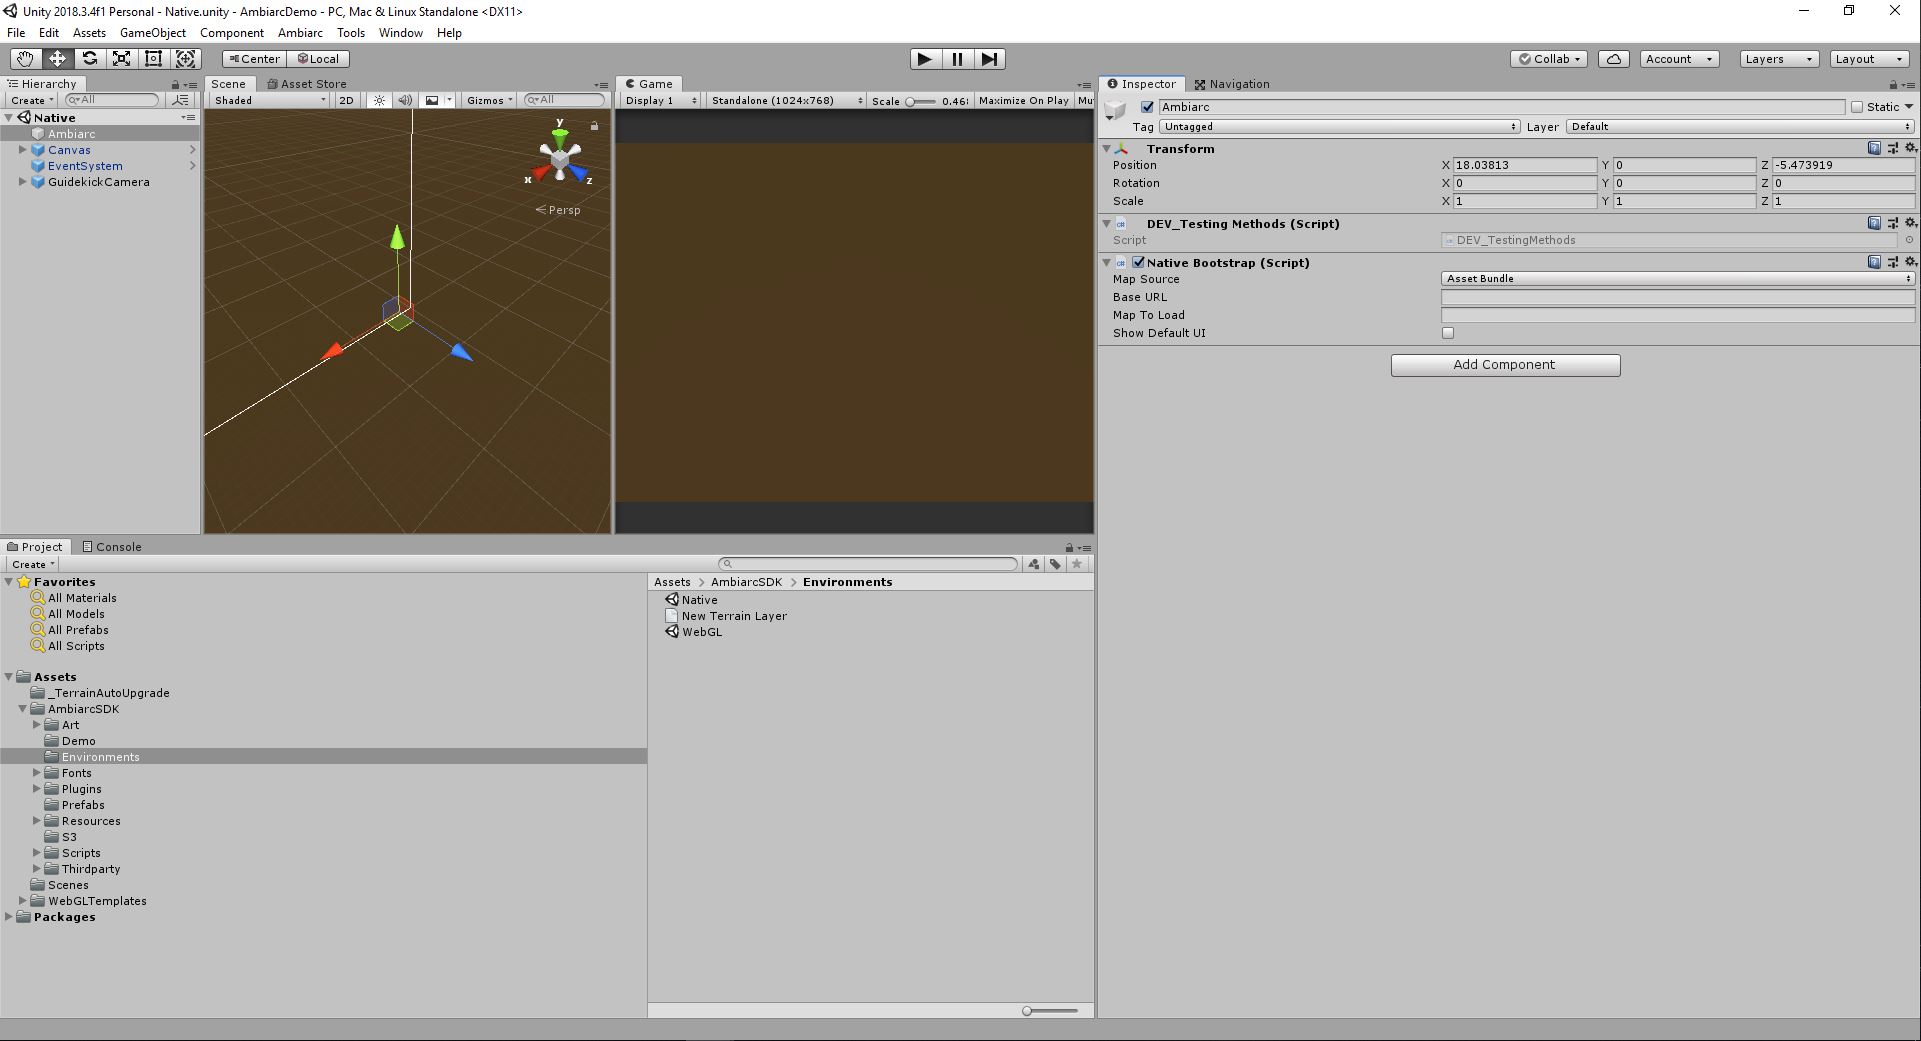 Unity 2018.3.4f1 Personal - Native.unity - AmbiarcDemo - PC, Mac & Linux Standalone <DX11>
File Edit Assets GameObject Component Ambiarc Tools Window Help
Center Local Collab Account Layers Layout
Hierarchy
Create All
Native
Ambiarc
Canvas
EventSystem
GuidekickCamera
Scene Asset Store
Shaded 2D Gizmos All
y
x
z
Persp
Game
Display 1 Standalone (1024x768) Scale 0.46 Maximize On Play Mu
Inspector Navigation
Ambiarc Static
Tag Untagged Layer Default
Transform
Position X 18.03813 Y 0 Z -5.473919
Rotation X 0 Y 0 Z 0
Scale X 1 Y 1 Z 1
DEV_Testing Methods (Script)
Script DEV_TestingMethods
Native Bootstrap (Script)
Map Source Asset Bundle
Base URL
Map To Load
Show Default UI
Add Component
Project Console
Create
Favorites
All Materials
All Models
All Prefabs
All Scripts
Assets
_TerrainAutoUpgrade
AmbiarcSDK
Art
Demo
Environments
Fonts
Plugins
Prefabs
Resources
S3
Scripts
Thirdparty
Scenes
WebGLTemplates
Packages
Assets > AmbiarcSDK > Environments
Native
New Terrain Layer
WebGL